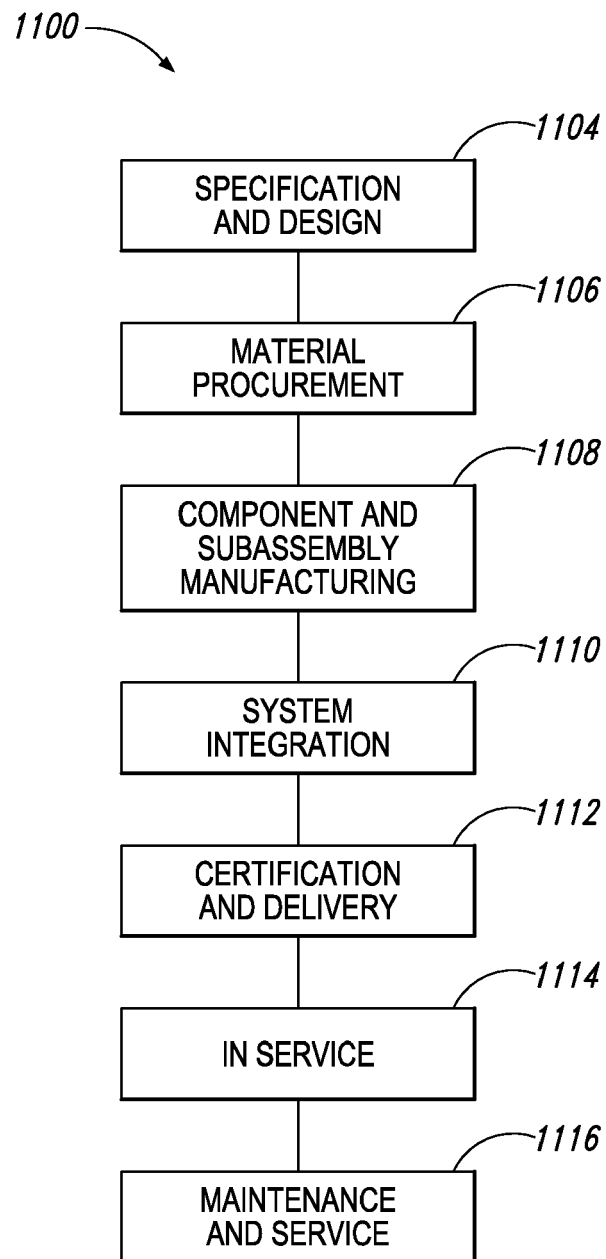 1100
1104
SPECIFICATION
AND DESIGN
1106
MATERIAL
PROCUREMENT
1108
COMPONENT AND
SUBASSEMBLY
MANUFACTURING
1110
SYSTEM
INTEGRATION
1112
CERTIFICATION
AND DELIVERY
1114
IN SERVICE
1116
MAINTENANCE
AND SERVICE